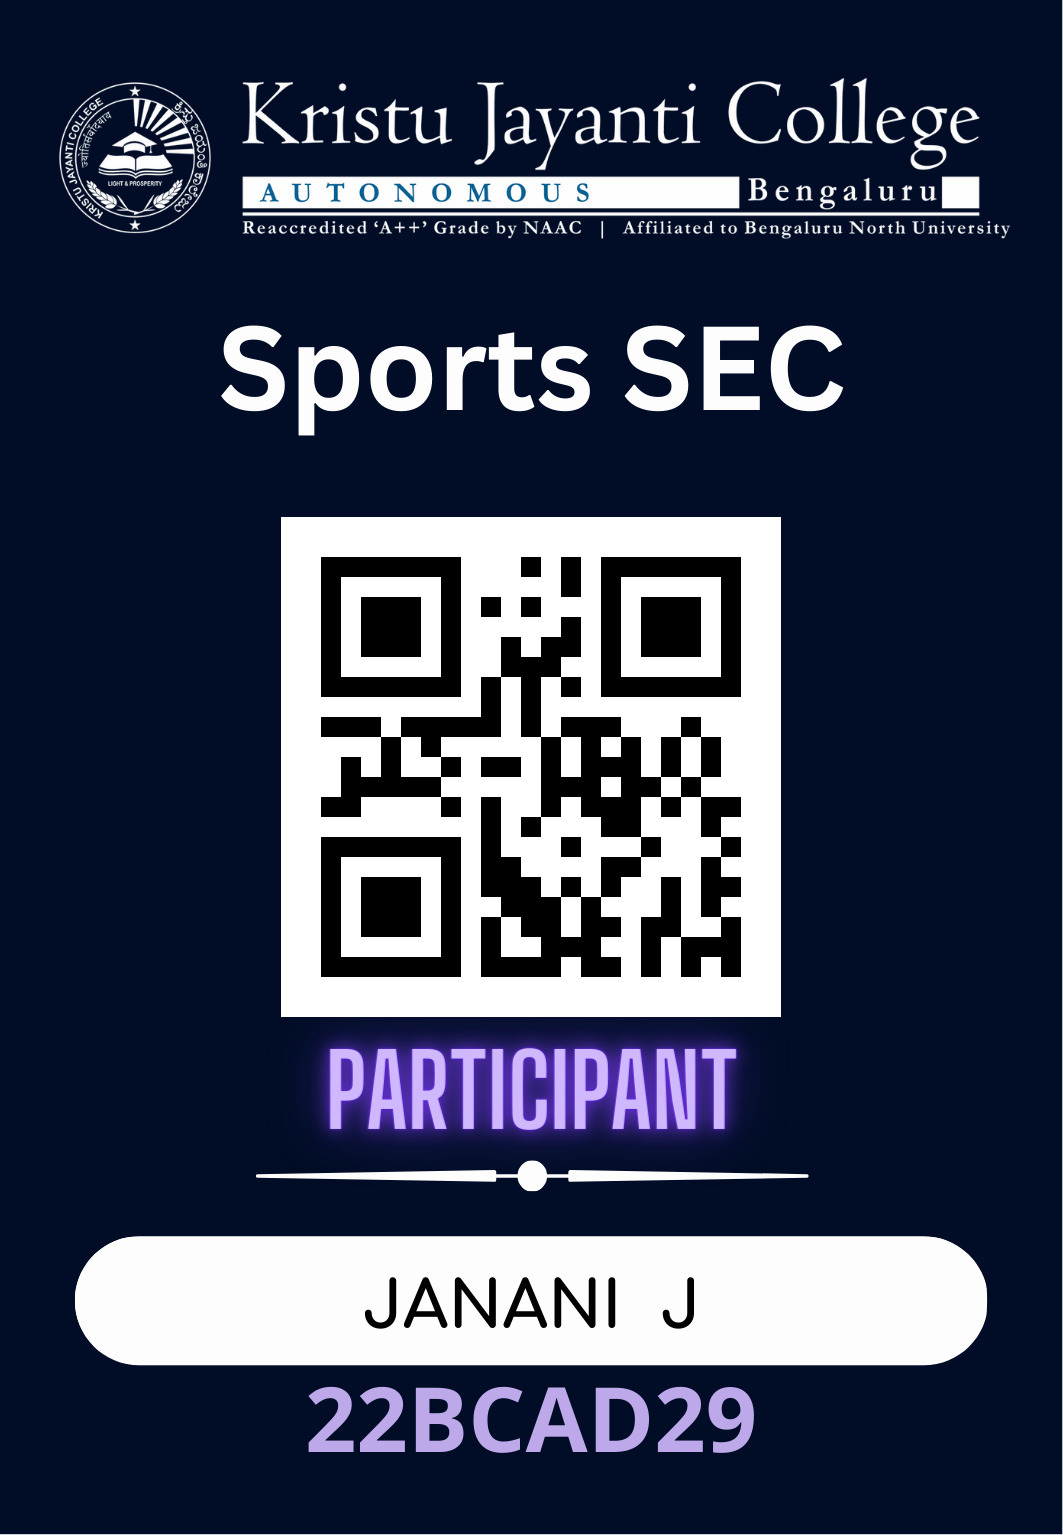 Kristu Jayanti College
AUTONOMOUS Bengaluru
Reaccredited ‘A++’ Grade by NAAC | Affiliated to Bengaluru North University
KRISTU JAYANTI COLLEGE
ಕ್ರಿಸ್ತು ಜಯಂತಿ ಕಾಲೇಜು
LIGHT & PROSPERITY
Sports SEC
PARTICIPANT
JANANI J
22BCAD29